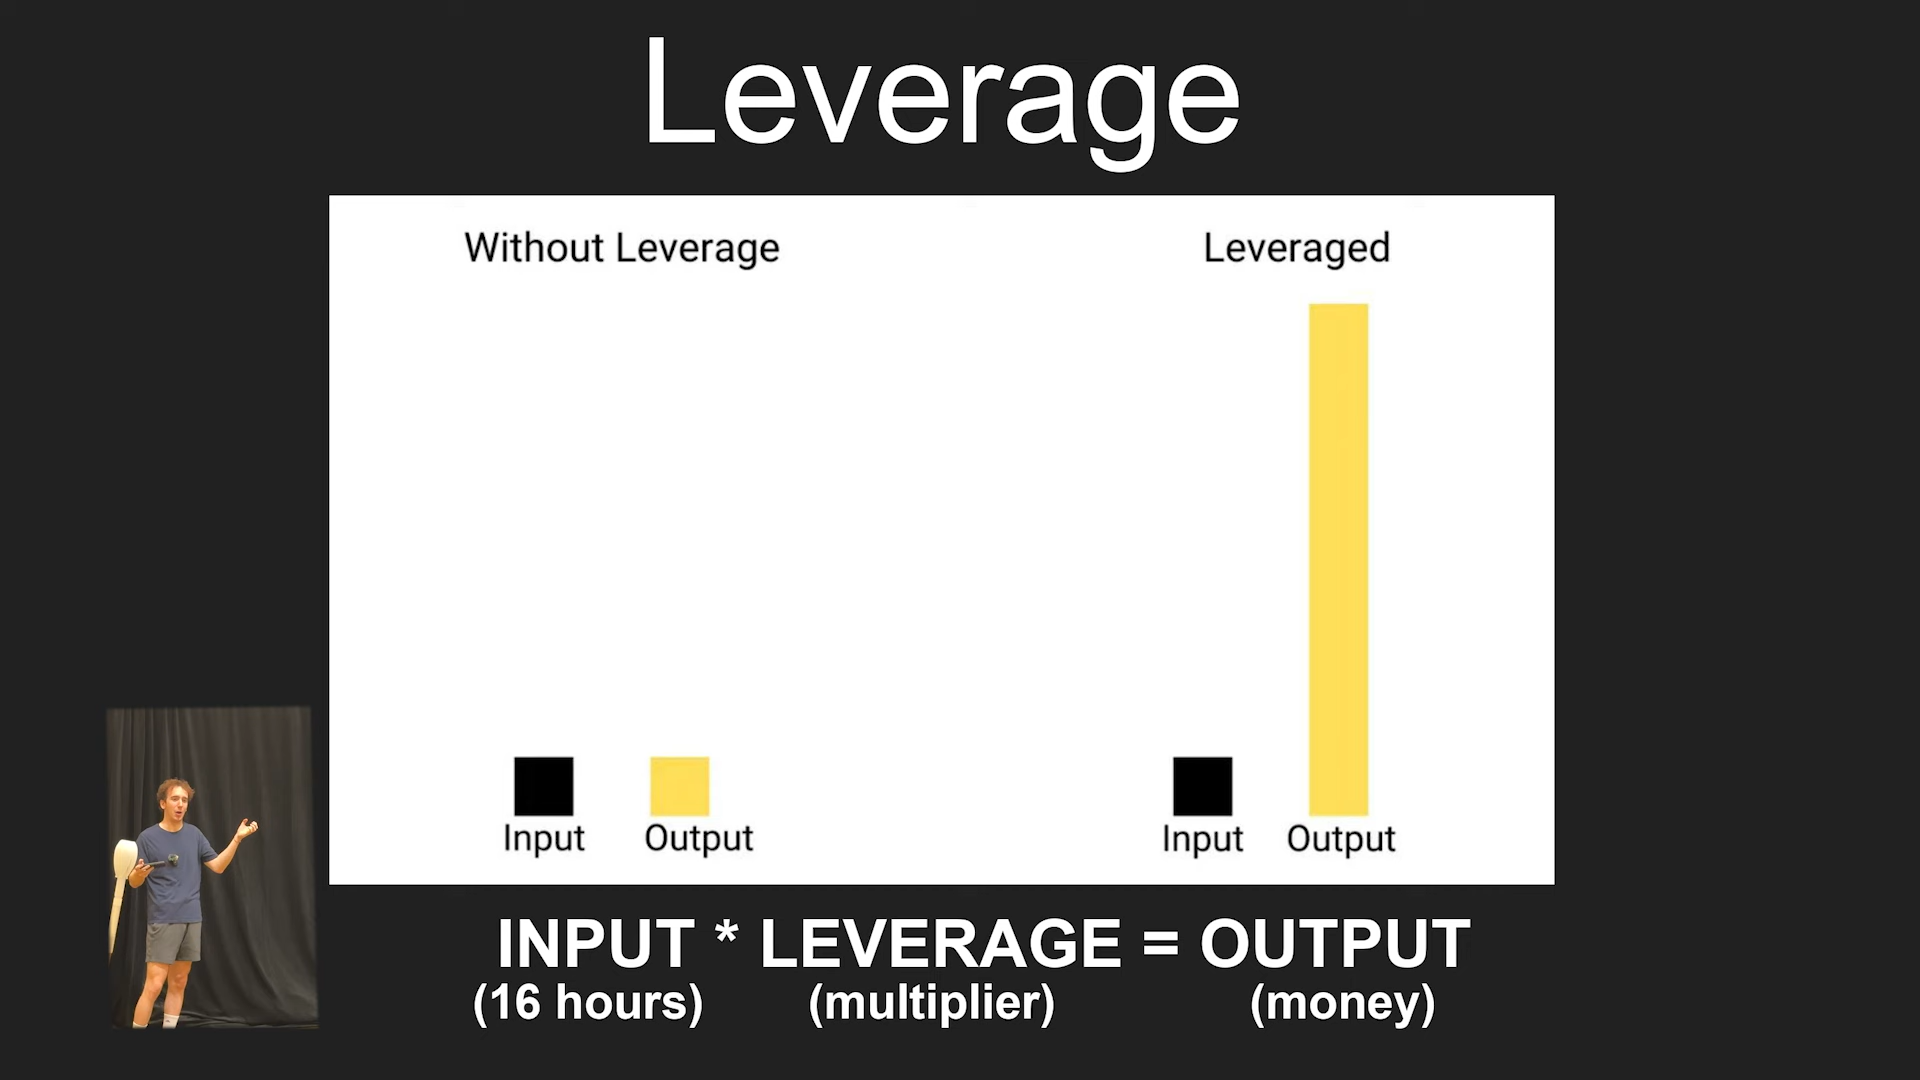 Leverage
Without Leverage
Leveraged
Input
Output
Input
Output
INPUT * LEVERAGE = OUTPUT
(16 hours) (multiplier) (money)